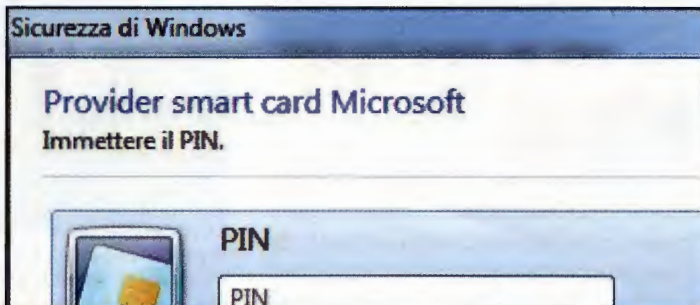 Sicurezza di Windows
Provider smart card Microsoft
Immettere il PIN.
PIN
PIN